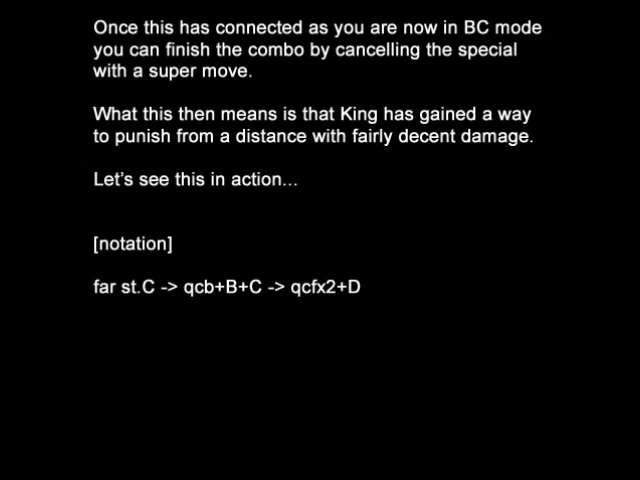 Once this has connected as you are now in BC mode
you can finish the combo by cancelling the special
with a super move.
What this then means is that King has gained a way
to punish from a distance with fairly decent damage.
Let's see this in action...
[notation]
far st.C -> qcb+B+C -> qcfx2+D